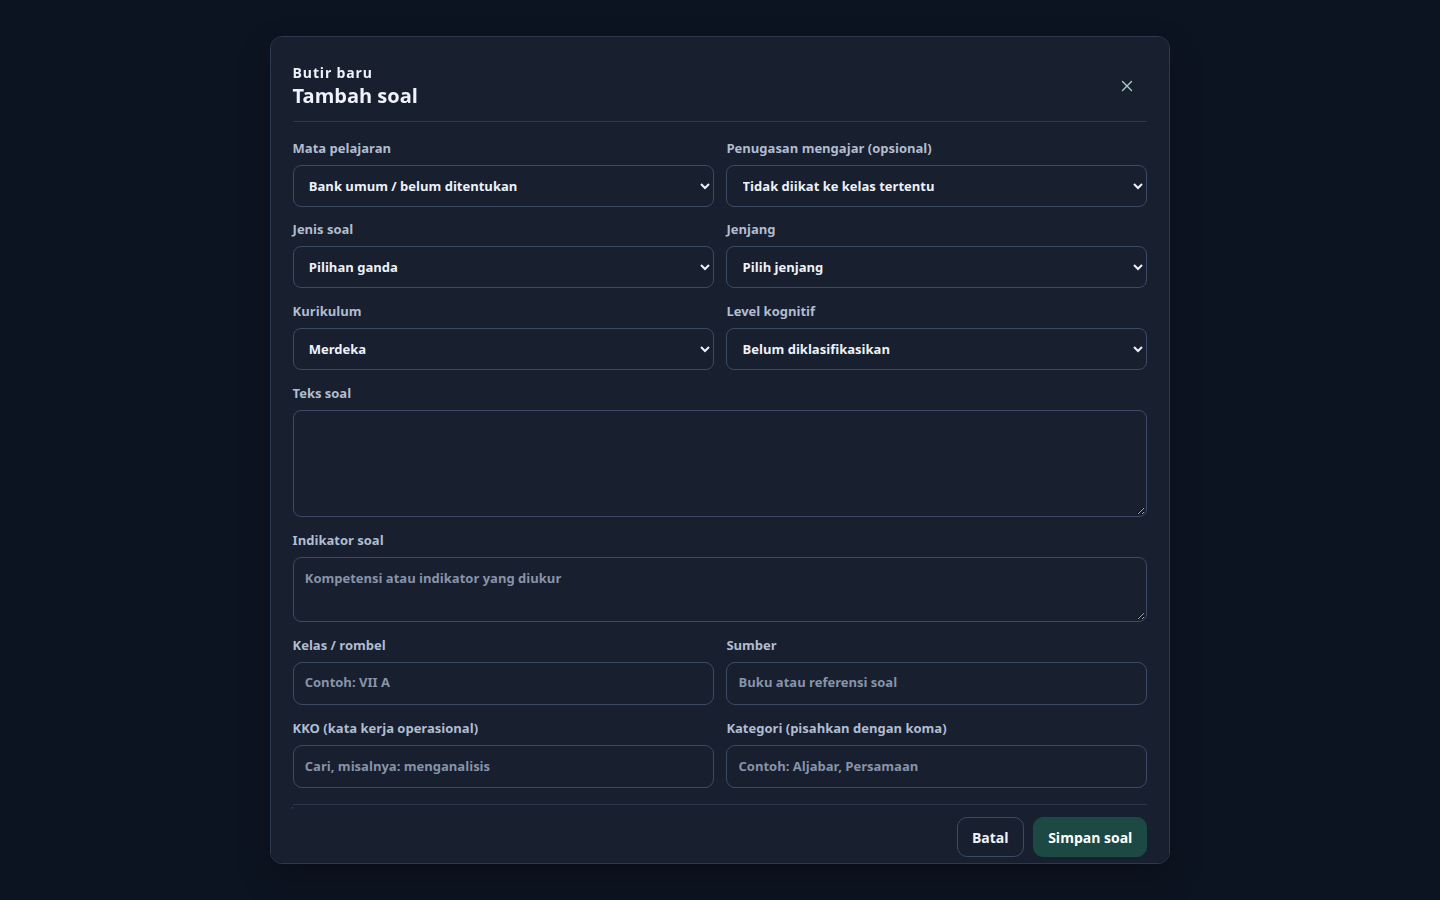 Butir baru
Tambah soal
Mata pelajaran
Penugasan mengajar (opsional)
Bank umum / belum ditentukan
Tidak diikat ke kelas tertentu
Jenis soal
Jenjang
Pilihan ganda
Pilih jenjang
Kurikulum
Level kognitif
Merdeka
Belum diklasifikasikan
Teks soal
Indikator soal
Kompetensi atau indikator yang diukur
Kelas / rombel
Sumber
Contoh: VII A
Buku atau referensi soal
KKO (kata kerja operasional)
Kategori (pisahkan dengan koma)
Cari, misalnya: menganalisis
Contoh: Aljabar, Persamaan
Batal
Simpan soal